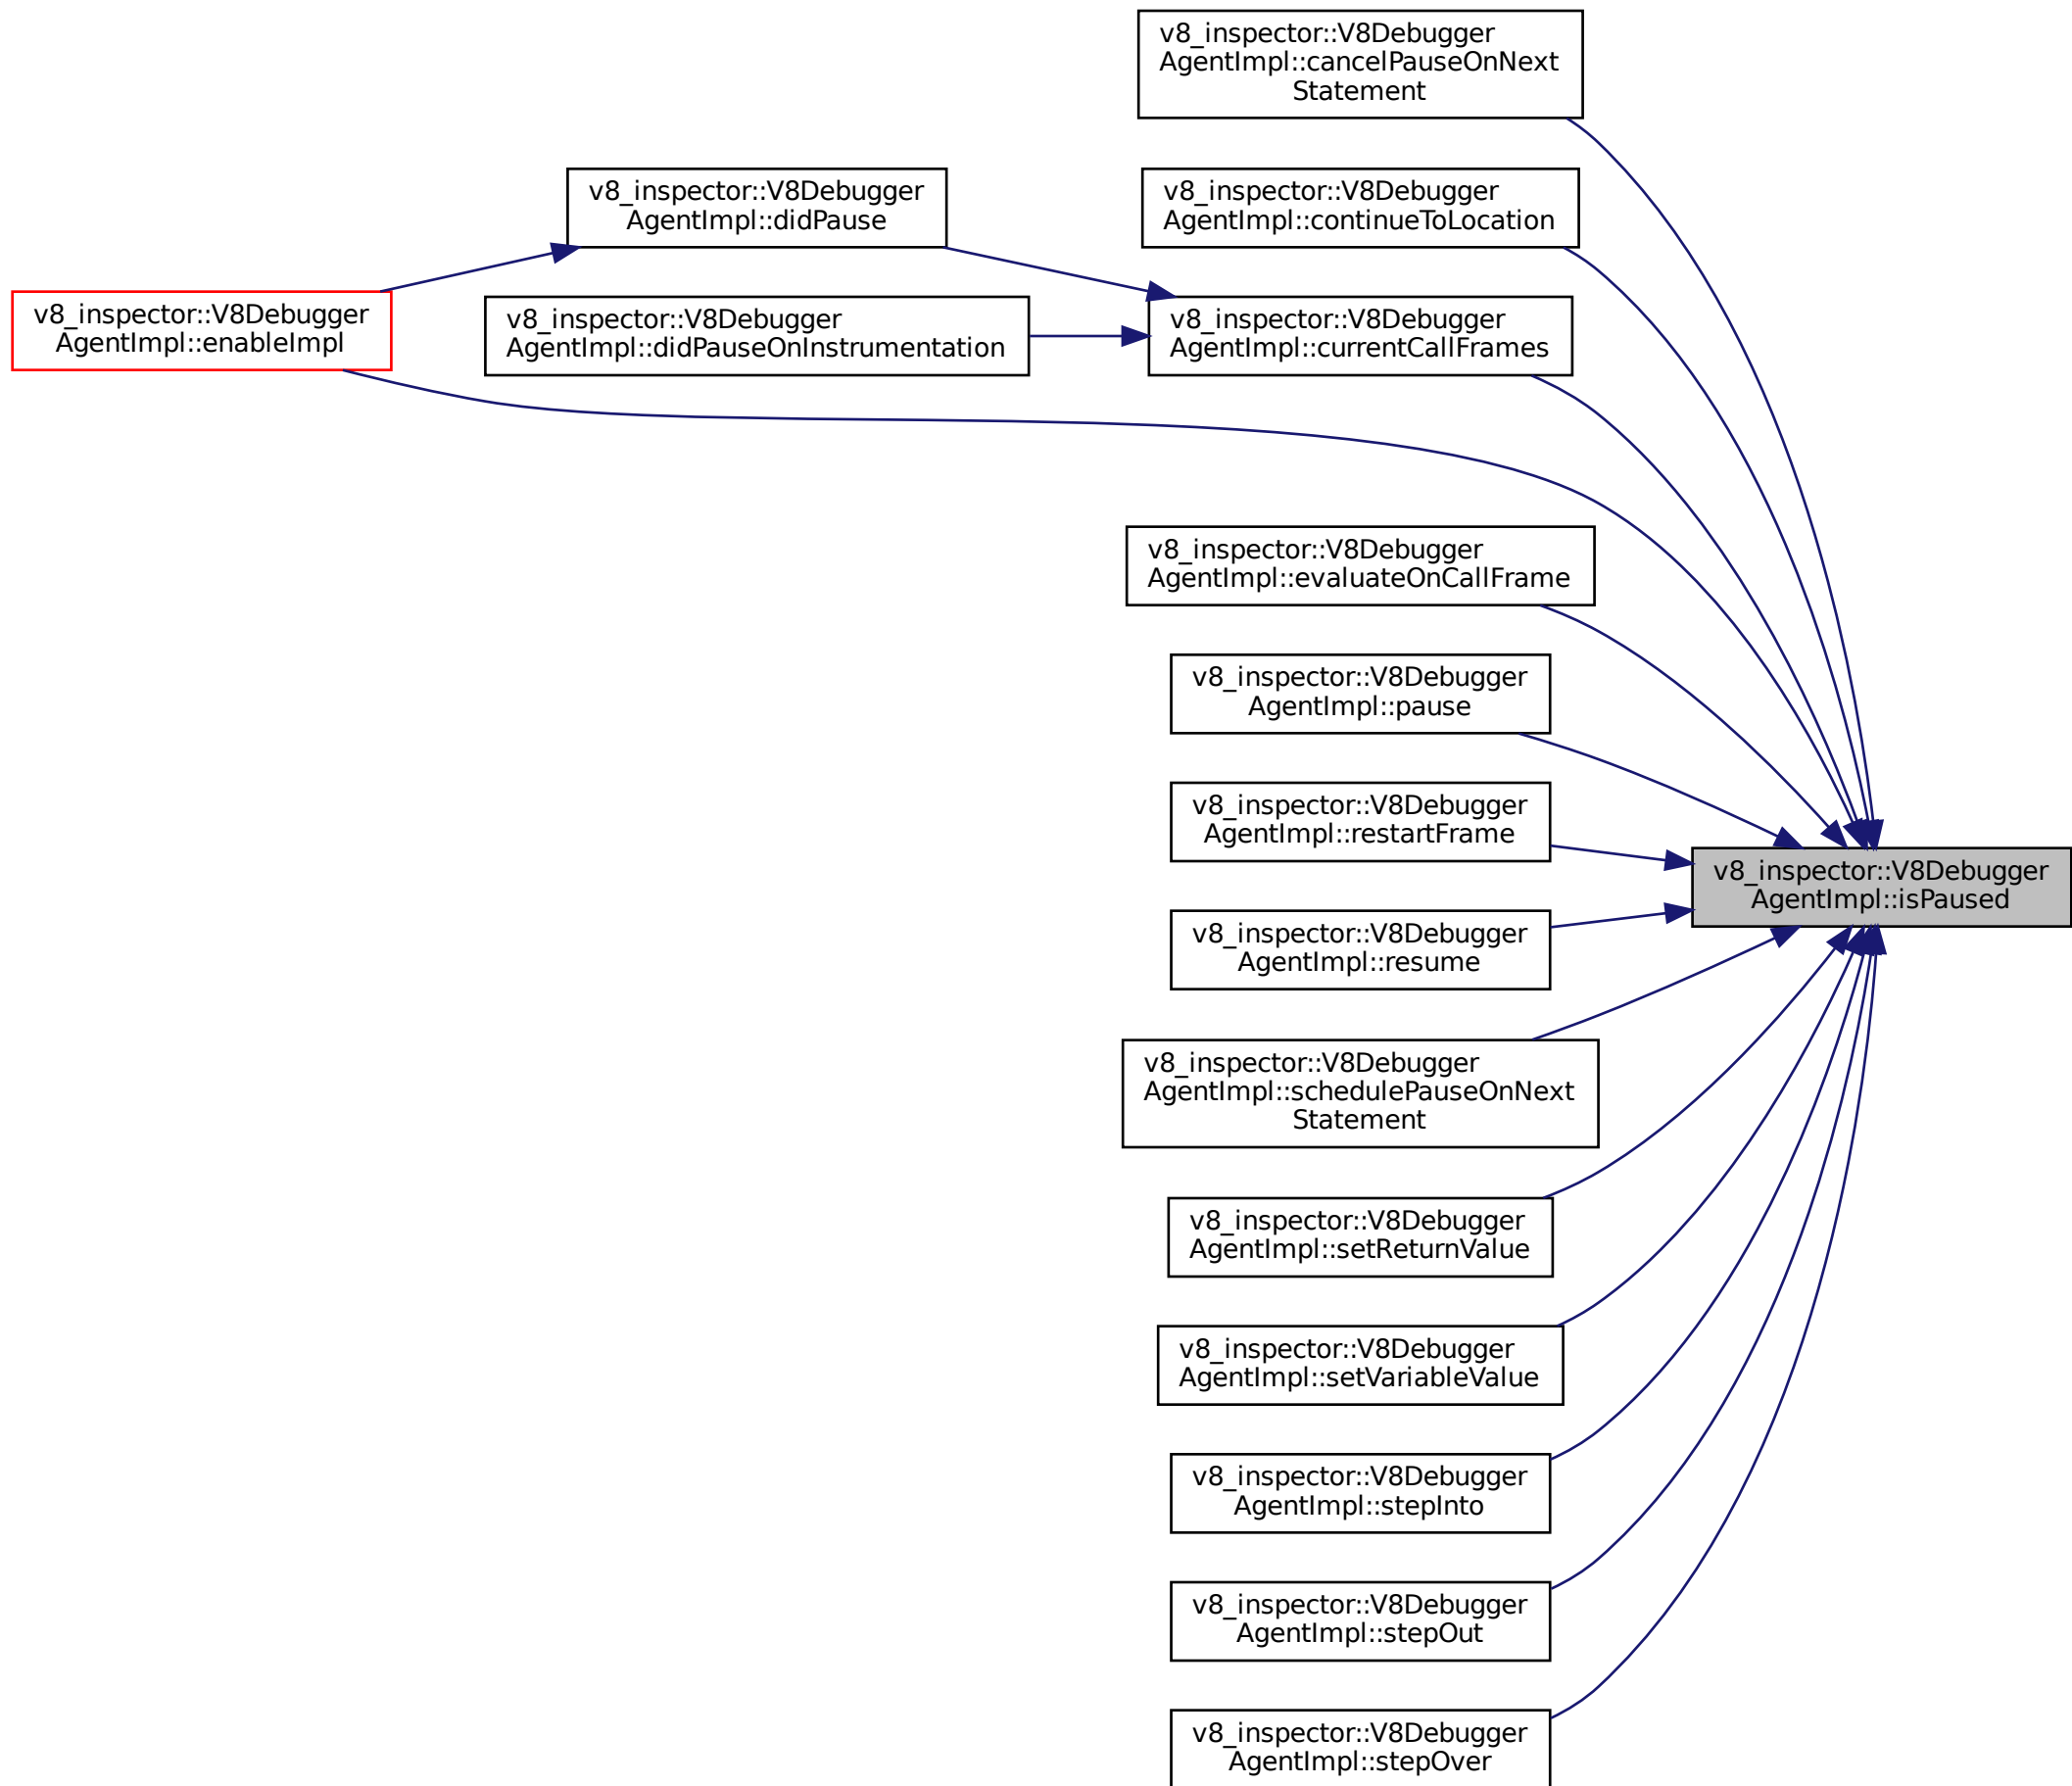 v8_inspector::V8Debugger
AgentImpl::cancelPauseOnNext
Statement
v8_inspector::V8Debugger
AgentImpl::didPause
v8_inspector::V8Debugger
AgentImpl::continueToLocation
v8_inspector::V8Debugger
AgentImpl::enableImpl
v8_inspector::V8Debugger
AgentImpl::didPauseOnInstrumentation
v8_inspector::V8Debugger
AgentImpl::currentCallFrames
v8_inspector::V8Debugger
AgentImpl::evaluateOnCallFrame
v8_inspector::V8Debugger
AgentImpl::pause
v8_inspector::V8Debugger
AgentImpl::restartFrame
v8_inspector::V8Debugger
AgentImpl::isPaused
v8_inspector::V8Debugger
AgentImpl::resume
v8_inspector::V8Debugger
AgentImpl::schedulePauseOnNext
Statement
v8_inspector::V8Debugger
AgentImpl::setReturnValue
v8_inspector::V8Debugger
AgentImpl::setVariableValue
v8_inspector::V8Debugger
AgentImpl::stepInto
v8_inspector::V8Debugger
AgentImpl::stepOut
v8_inspector::V8Debugger
AgentImpl::stepOver